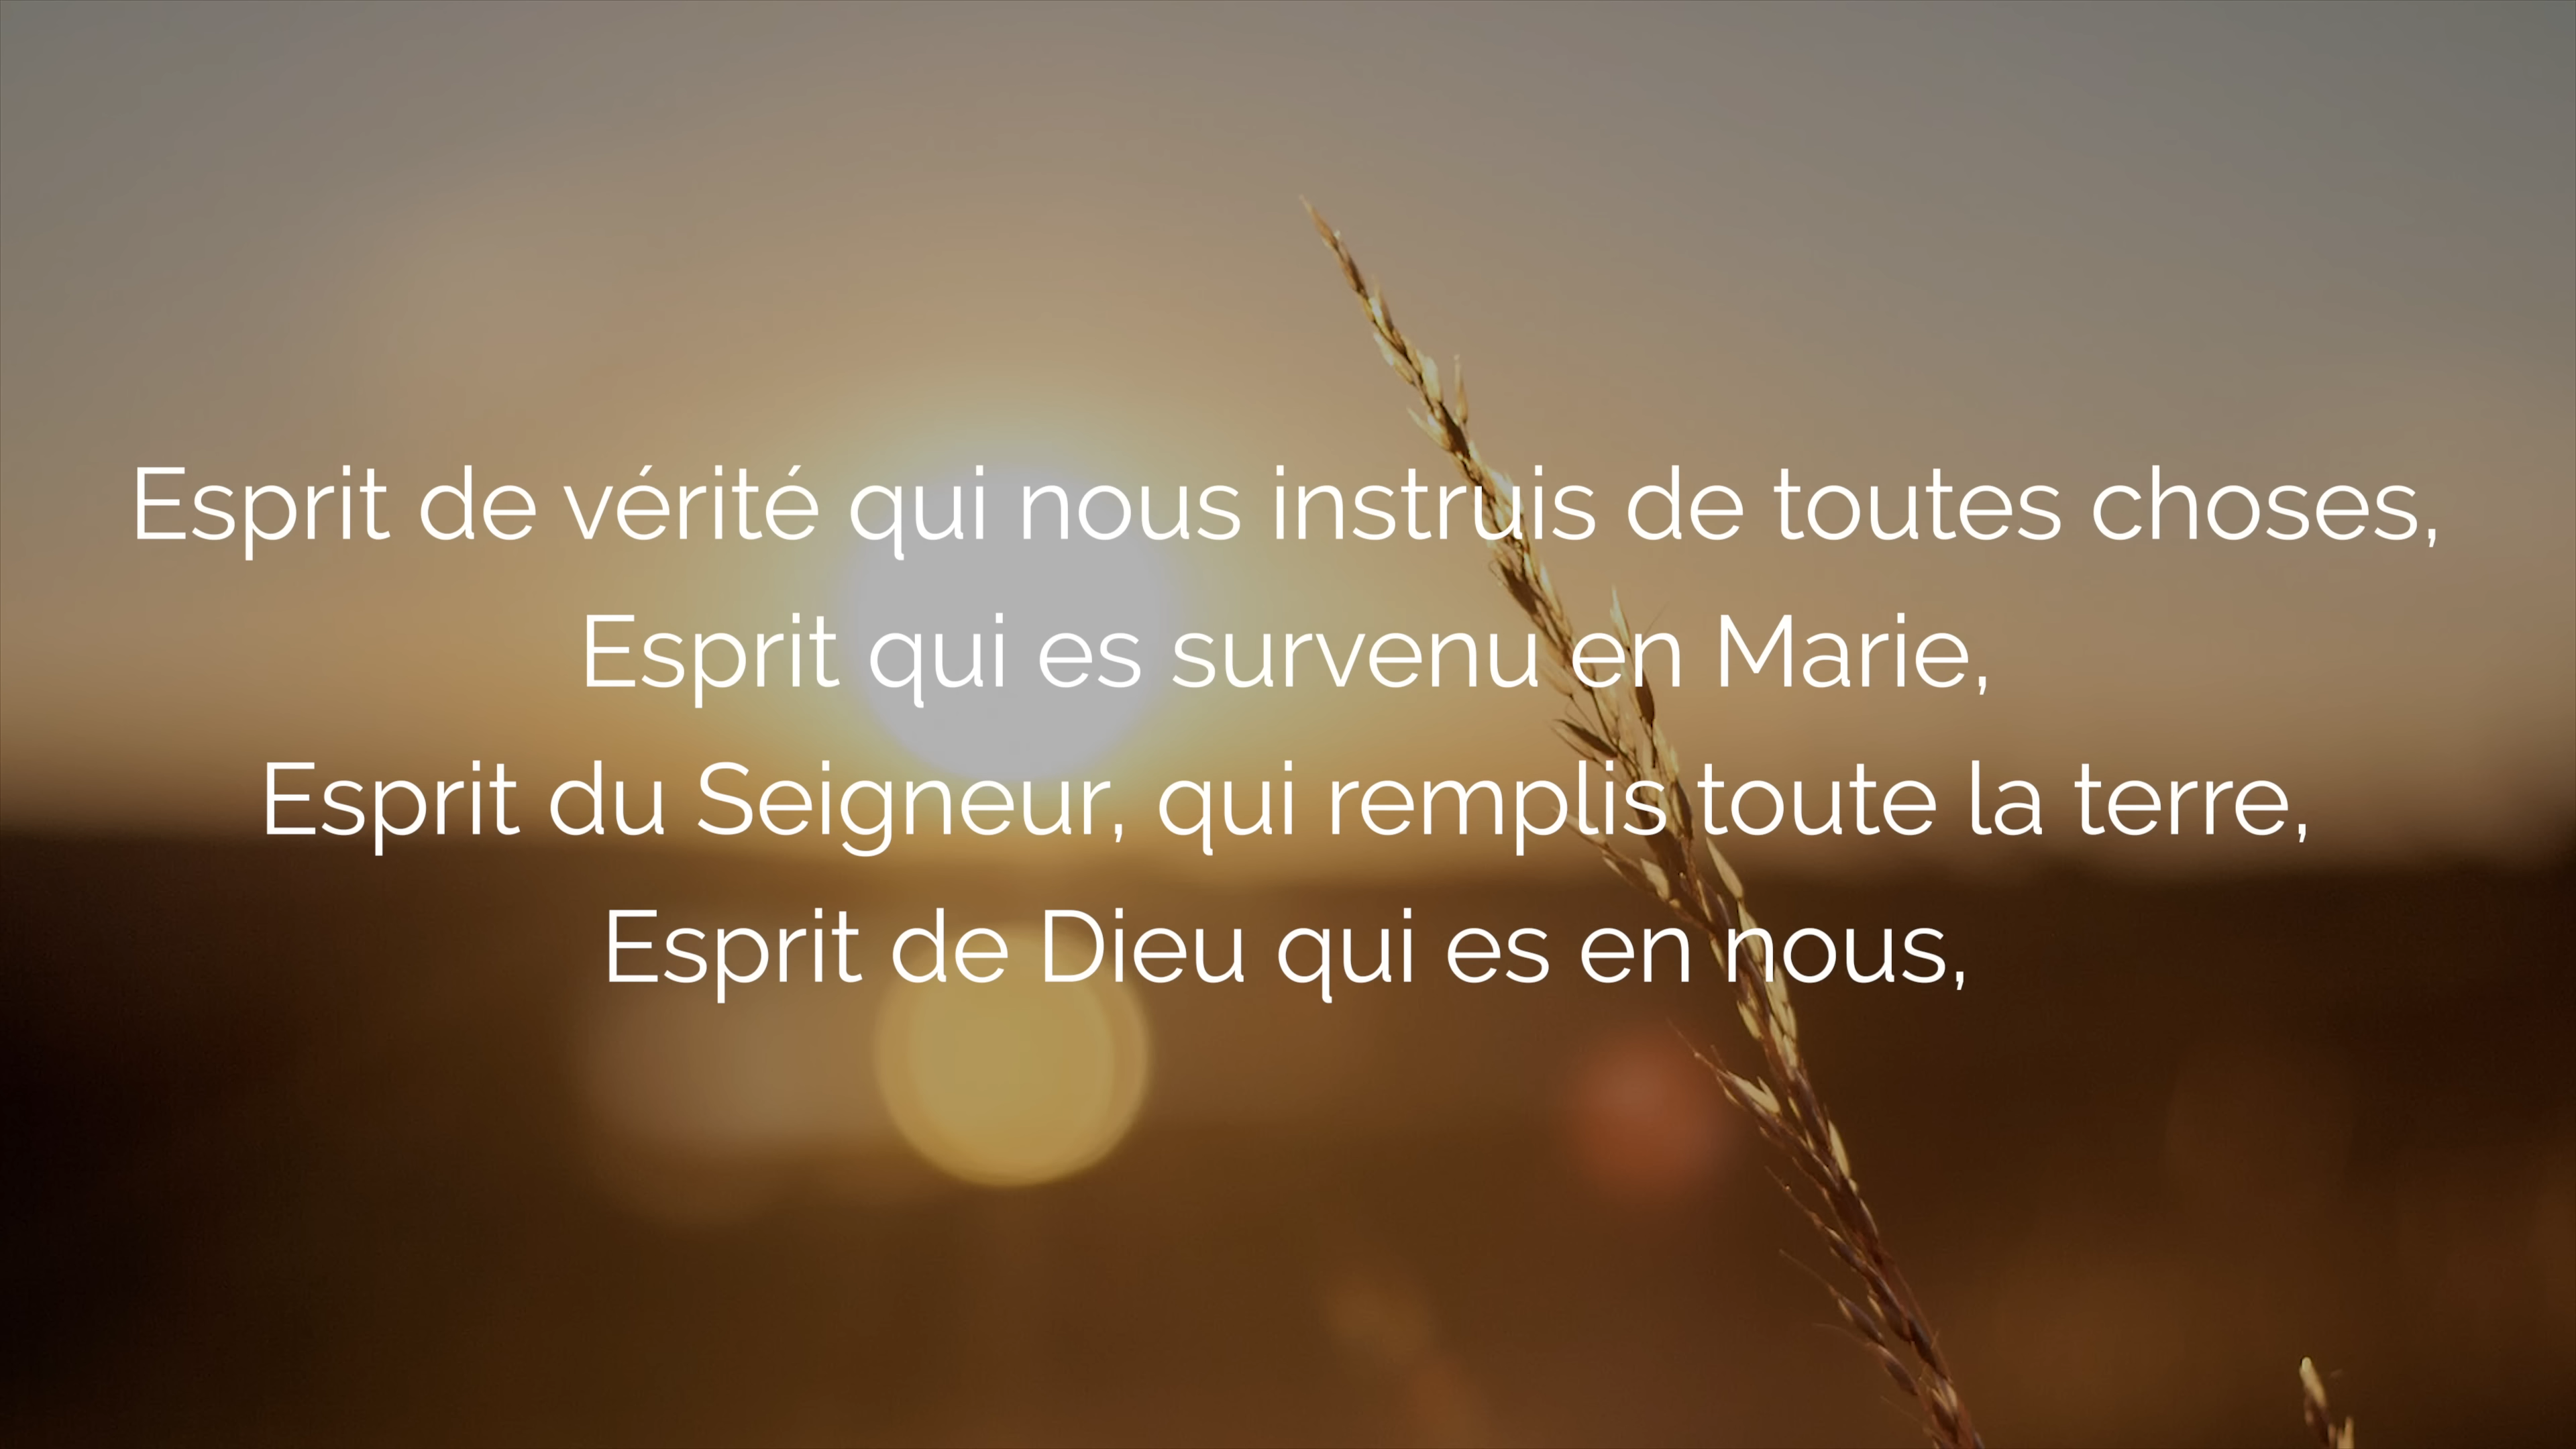 Esprit de vérité qui nous instruis de toutes choses,
Esprit qui es survenu en Marie,
Esprit du Seigneur, qui remplis toute la terre,
Esprit de Dieu qui es en nous,